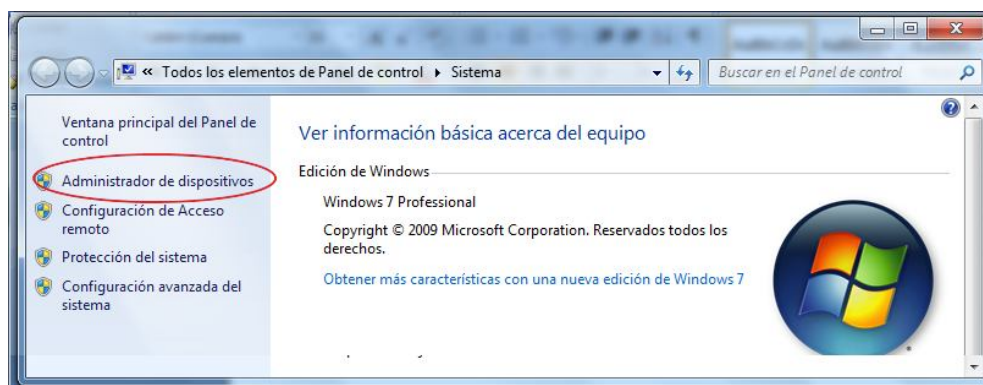 « Todos los elementos de Panel de control ▸ Sistema
Buscar en el Panel de control
Ventana principal del Panel de
control
Administrador de dispositivos
Configuración de Acceso
remoto
Protección del sistema
Configuración avanzada del
sistema
Ver información básica acerca del equipo
Edición de Windows
Windows 7 Professional
Copyright © 2009 Microsoft Corporation. Reservados todos los
derechos.
Obtener más características con una nueva edición de Windows 7